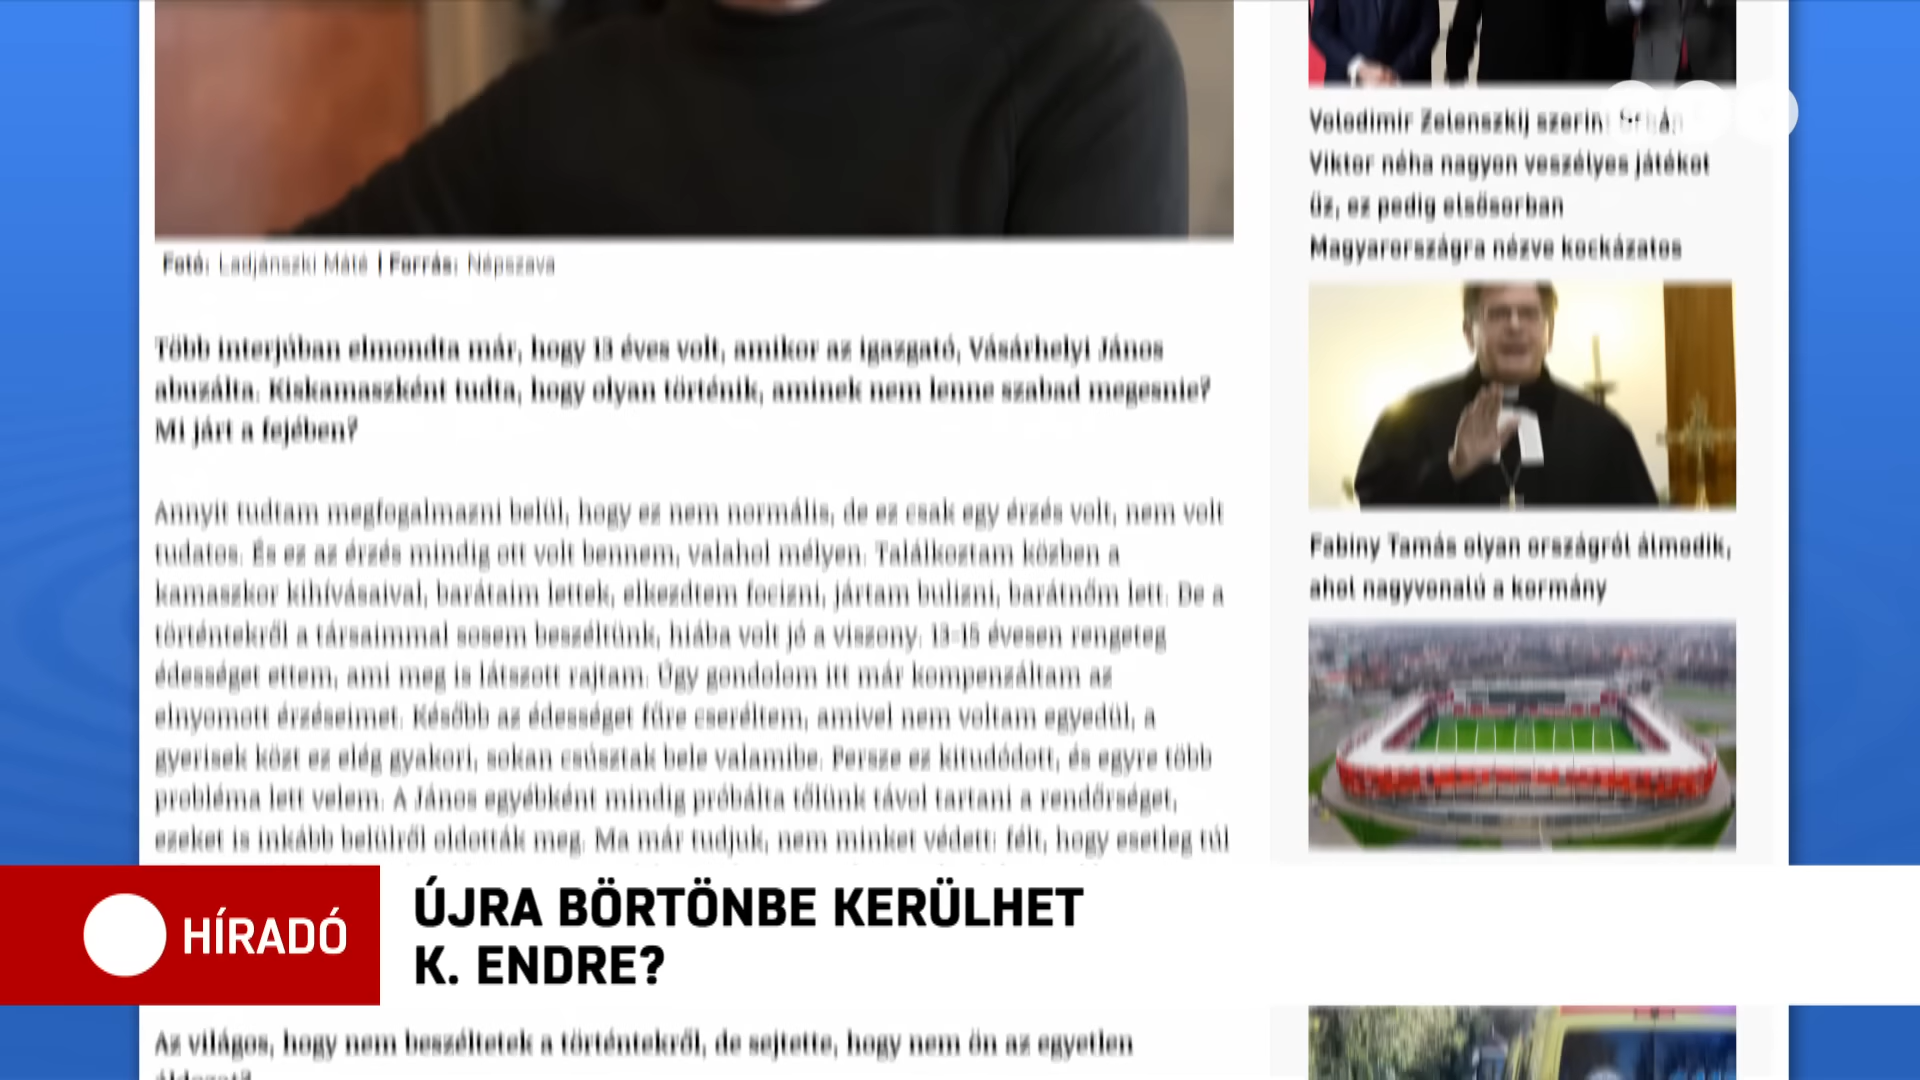 Fotó: Ladjánszki Máté | Forrás: Népszava
Több interjúban elmondta már, hogy 13 éves volt, amikor az igazgató, Vásárhelyi János
abuzálta. Kiskamaszként tudta, hogy olyan történik, aminek nem lenne szabad megesnie?
Mi járt a fejében?
Annyit tudtam megfogalmazni belül, hogy ez nem normális, de ez csak egy érzés volt, nem volt
tudatos. És ez az érzés mindig ott volt bennem, valahol mélyen. Találkoztam közben a
kamaszkor kihívásaival, barátaim lettek, elkezdtem focizni, jártam bulizni, barátnőm lett. De a
történtekről a társaimmal sosem beszéltünk, hiába volt jó a viszony. 13-15 évesen rengeteg
édességet ettem, ami meg is látszott rajtam. Úgy gondolom itt már kompenzáltam az
elnyomott érzéseimet. Később az édességet fűre cseréltem, amivel nem voltam egyedül, a
gyerisek közt ez elég gyakori, sokan csúsztak bele valamibe. Persze ez kitudódott, és egyre több
probléma lett velem. A János egyébként mindig próbálta tőlünk távol tartani a rendőrséget,
ezeket is inkább belülről oldották meg. Ma már tudjuk, nem minket védett: félt, hogy esetleg túl
Az világos, hogy nem beszéltetek a történtekről, de sejtette, hogy nem ön az egyetlen
Volodimir Zelenszkij szerint Orbán
Viktor néha nagyon veszélyes játékot
űz, ez pedig elsősorban
Magyarországra nézve kockázatos
Fabiny Tamás olyan országról álmodik,
ahol nagyvonalú a kormány
HÍRADÓ
ÚJRA BÖRTÖNBE KERÜLHET
K. ENDRE?